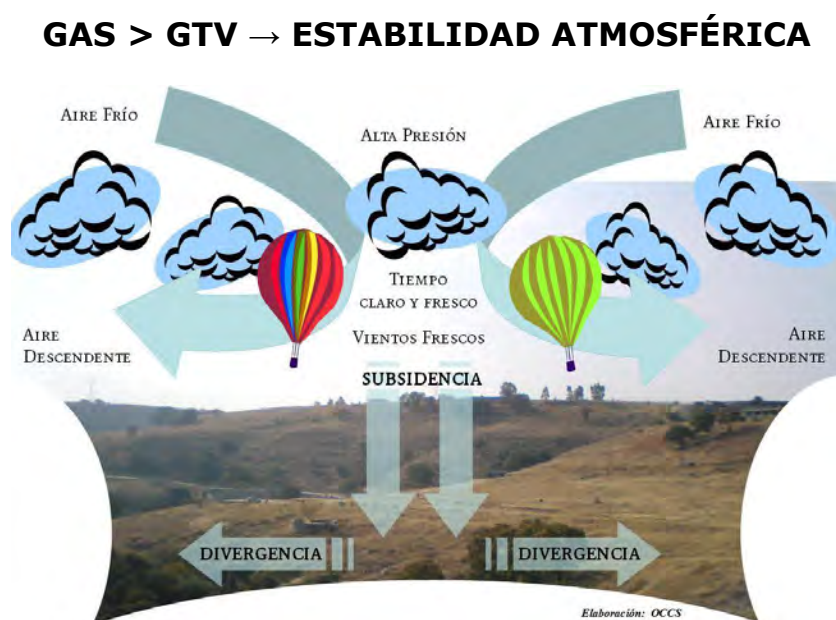 GAS > GTV → ESTABILIDAD ATMOSFÉRICA
AIRE FRÍO
ALTA PRESIÓN
AIRE FRÍO
TIEMPO
CLARO Y FRESCO
VIENTOS FRESCOS
AIRE
DESCENDENTE
AIRE
DESCENDENTE
SUBSIDENCIA
DIVERGENCIA
DIVERGENCIA
Elaboración: OCCS